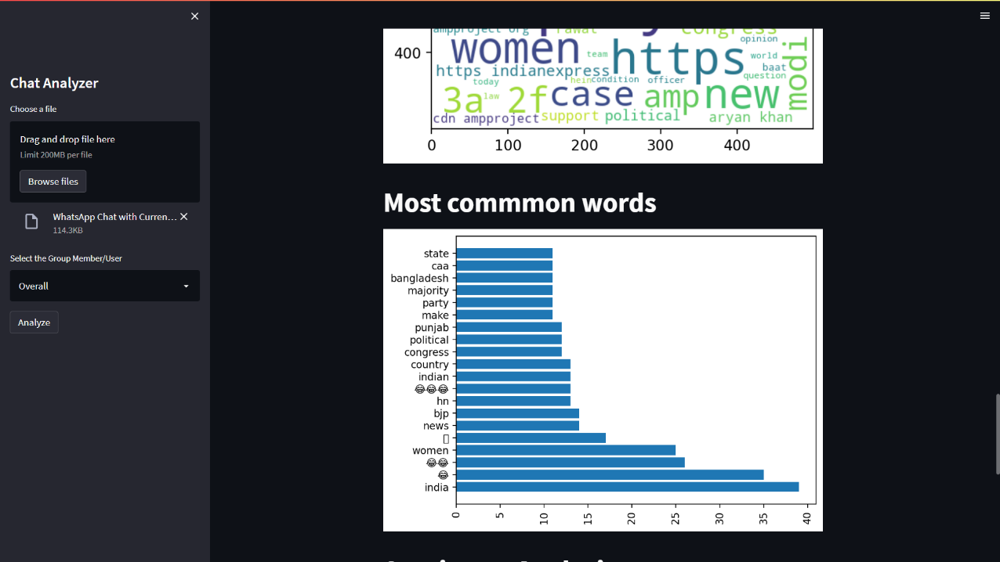 Chat Analyzer
Choose a file
Drag and drop file here
Limit 200MB per file
Browse files
WhatsApp Chat with Curren...
114.3KB
Select the Group Member/User
Overall
Analyze
ampproject org rawat congress
400
women team https opinion
world
modi
https indianexpress baat
today hein condition officer question
3a law 2f case amp new
cdn ampproject support political aryan khan
0 100 200 300 400
Most commmon words
state
caa
bangladesh
majority
party
make
punjab
political
congress
country
indian
😂😂😂
hn
bjp
news
women
😂😂
😂
india
0 5 10 15 20 25 30 35 40